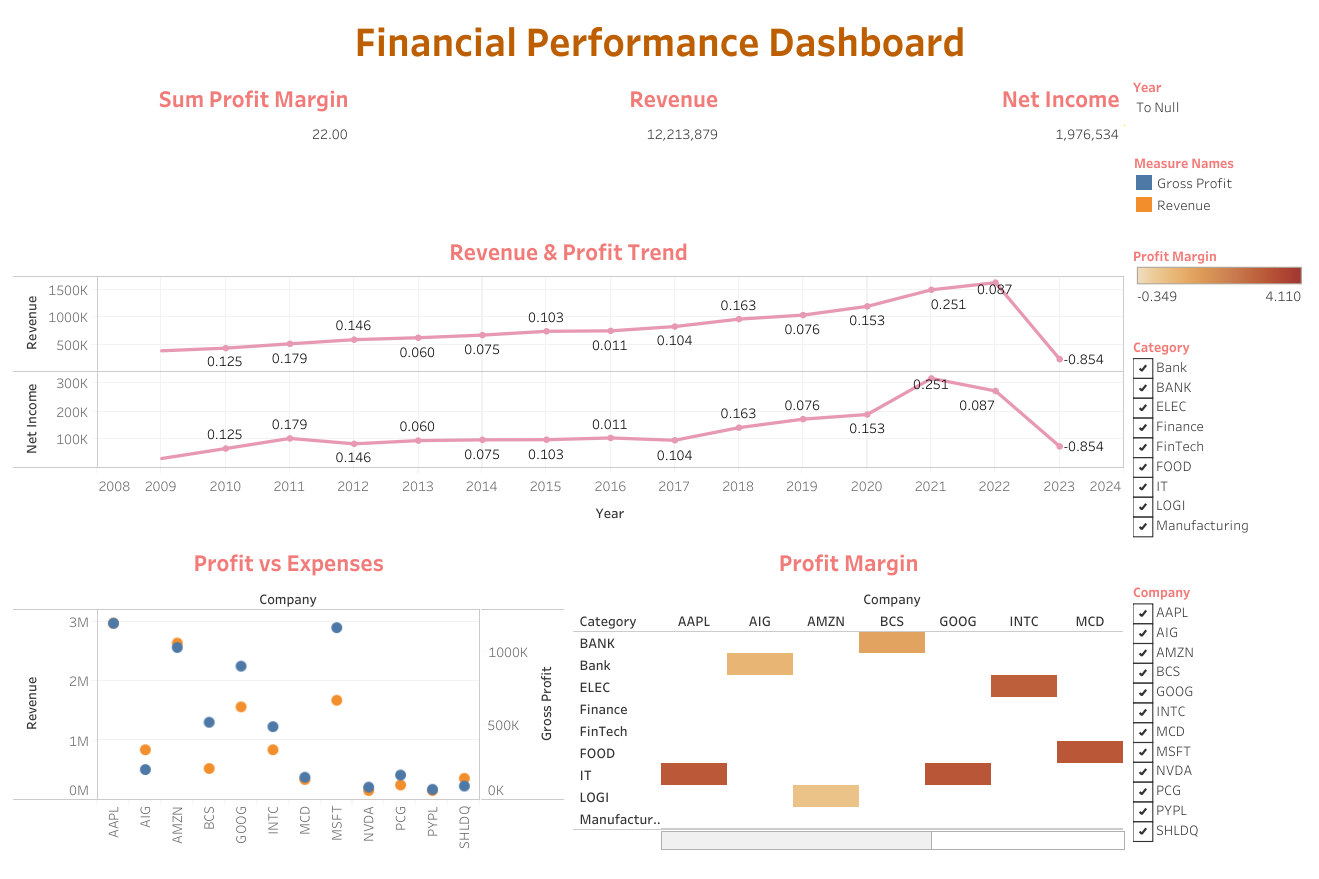 Financial Performance Dashboard
Sum Profit Margin
22.00
Revenue
12,213,879
Net Income
1,976,534
Year
To Null
Measure Names
Gross Profit
Revenue
Revenue & Profit Trend
Revenue
1500K
1000K
500K
0.125
0.179
0.146
0.060
0.075
0.103
0.011
0.104
0.163
0.076
0.153
0.251
0.087
-0.854
Net Income
300K
200K
100K
0.125
0.179
0.146
0.060
0.075
0.103
0.011
0.104
0.163
0.076
0.153
0.251
0.087
-0.854
2008 2009 2010 2011 2012 2013 2014 2015 2016 2017 2018 2019 2020 2021 2022 2023 2024
Year
Profit Margin
-0.349 4.110
Category
Bank
BANK
ELEC
Finance
FinTech
FOOD
IT
LOGI
Manufacturing
Profit vs Expenses
Company
Revenue
3M
2M
1M
0M
1000K
500K
0K
Gross Profit
AAPL AIG AMZN BCS GOOG INTC MCD MSFT NVDA PCG PYPL SHLDQ
Profit Margin
Company
Category AAPL AIG AMZN BCS GOOG INTC MCD
BANK
Bank
ELEC
Finance
FinTech
FOOD
IT
LOGI
Manufactur..
Company
AAPL
AIG
AMZN
BCS
GOOG
INTC
MCD
MSFT
NVDA
PCG
PYPL
SHLDQ